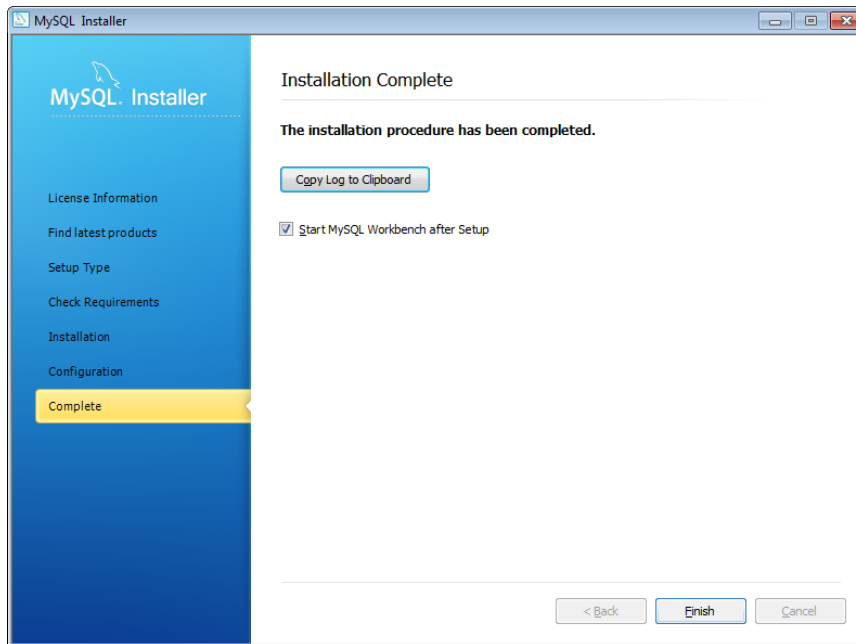 MySQL Installer
MySQL. Installer
License Information
Find latest products
Setup Type
Check Requirements
Installation
Configuration
Complete
Installation Complete
The installation procedure has been completed.
Copy Log to Clipboard
Start MySQL Workbench after Setup
< Back
Finish
Cancel